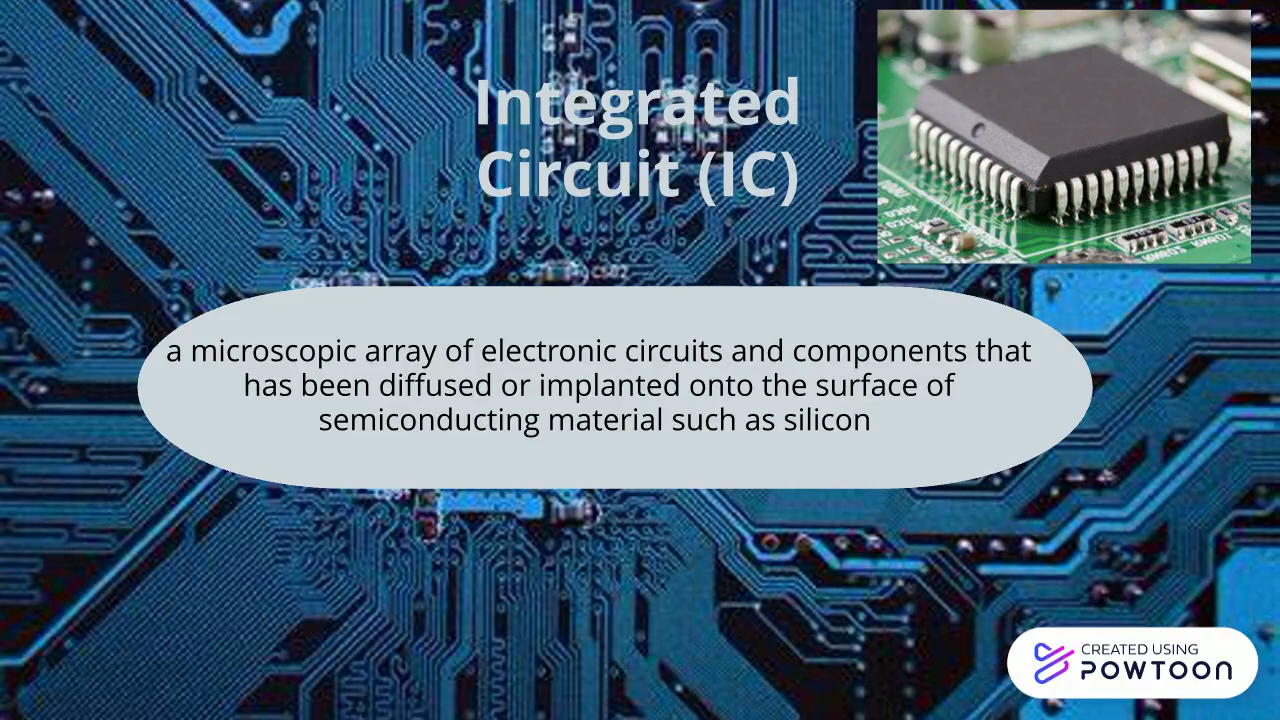 Integrated
Circuit (IC)
a microscopic array of electronic circuits and components that
has been diffused or implanted onto the surface of
semiconducting material such as silicon
CREATED USING
POWTOON